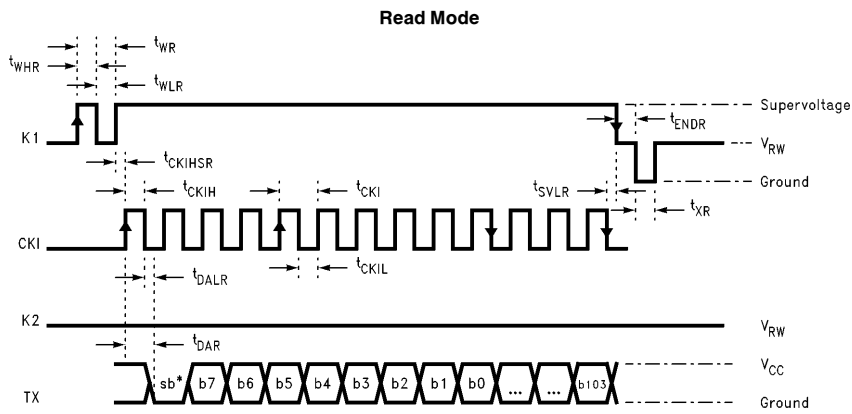 Read Mode
tWR
tWHR
tWLR
Supervoltage
tENDR
K1
VRW
tCKIHSR
tCKIH
tCKI
tSVLR
Ground
tXR
CKI
tDALR
tCKIL
K2
VRW
tDAR
VCC
sb* b7 b6 b5 b4 b3 b2 b1 b0 ... ... b103
TX
Ground